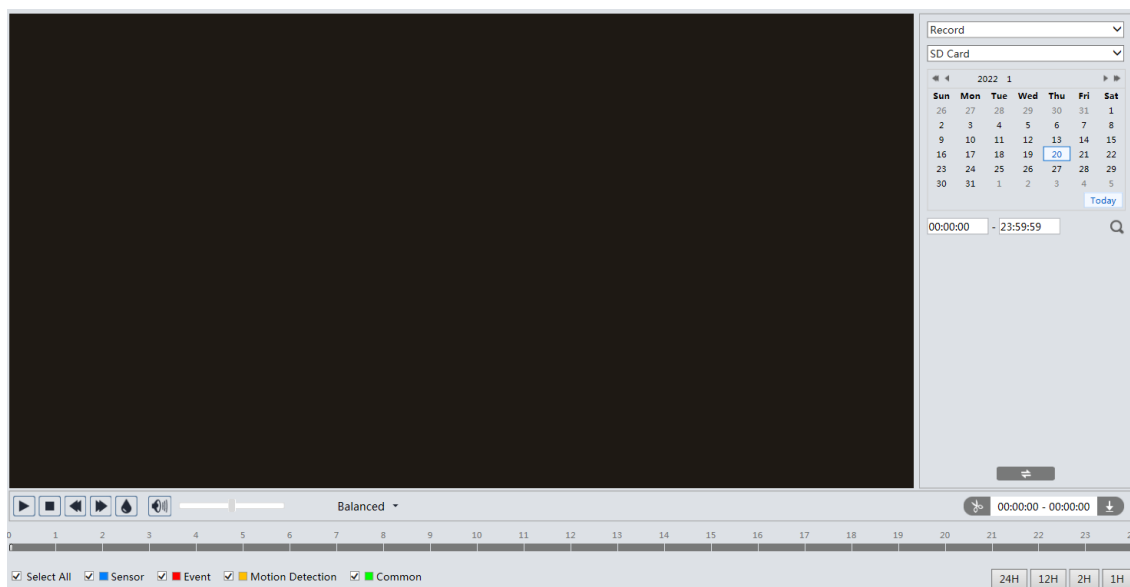 Record
SD Card
2022 1
Sun Mon Tue Wed Thu Fri Sat
26 27 28 29 30 31 1
2 3 4 5 6 7 8
9 10 11 12 13 14 15
16 17 18 19 20 21 22
23 24 25 26 27 28 29
30 31 1 2 3 4 5
Today
00:00:00 - 23:59:59
Balanced
00:00:00 - 00:00:00
0 1 2 3 4 5 6 7 8 9 10 11 12 13 14 15 16 17 18 19 20 21 22 23
Select All Sensor Event Motion Detection Common
24H 12H 2H 1H